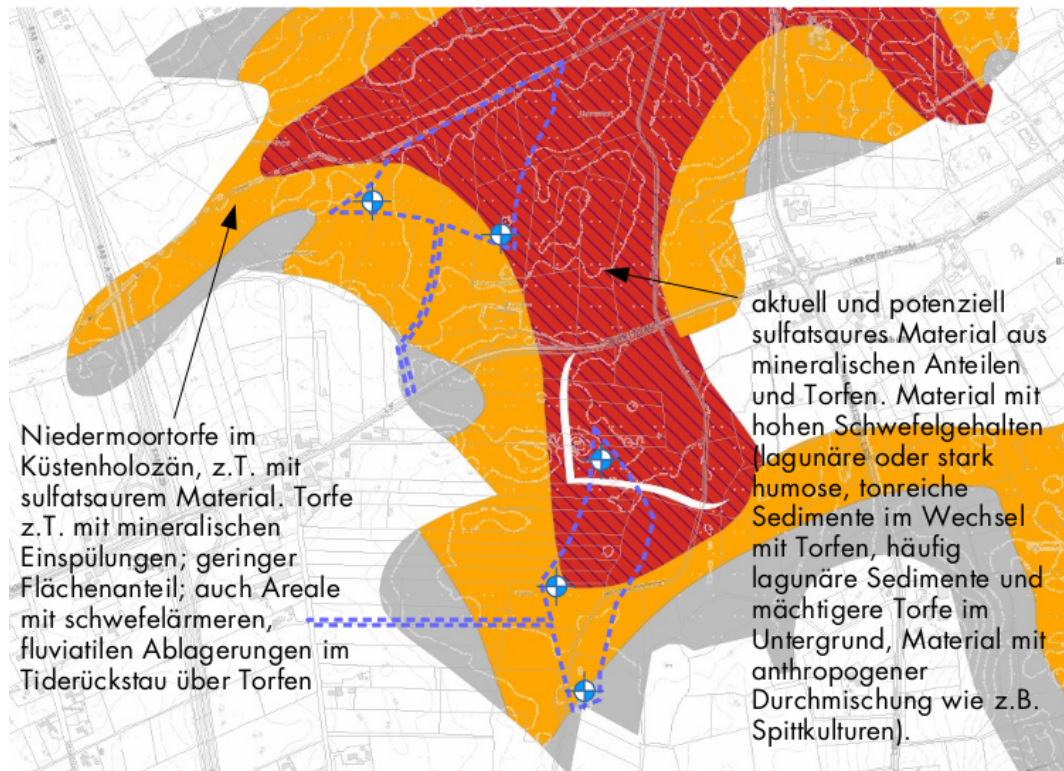 BAB - A 29
aktuell und potenziell
sulfatsaures Material aus
mineralischen Anteilen
und Torfen. Material mit
hohen Schwefelgehalten
(lagunäre oder stark
humose, tonreiche
Sedimente im Wechsel
mit Torfen, häufig
lagunäre Sedimente und
mächtigere Torfe im
Untergrund, Material mit
anthropogener
Durchmischung wie z.B.
Spittkulturen).
Niedermoortorfe im
Küstenholozän, z.T. mit
sulfatsaurem Material. Torfe
z.T. mit mineralischen
Einspülungen; geringer
Flächenanteil; auch Areale
mit schwefelärmeren,
fluviatilen Ablagerungen im
Tiderückstau über Torfen